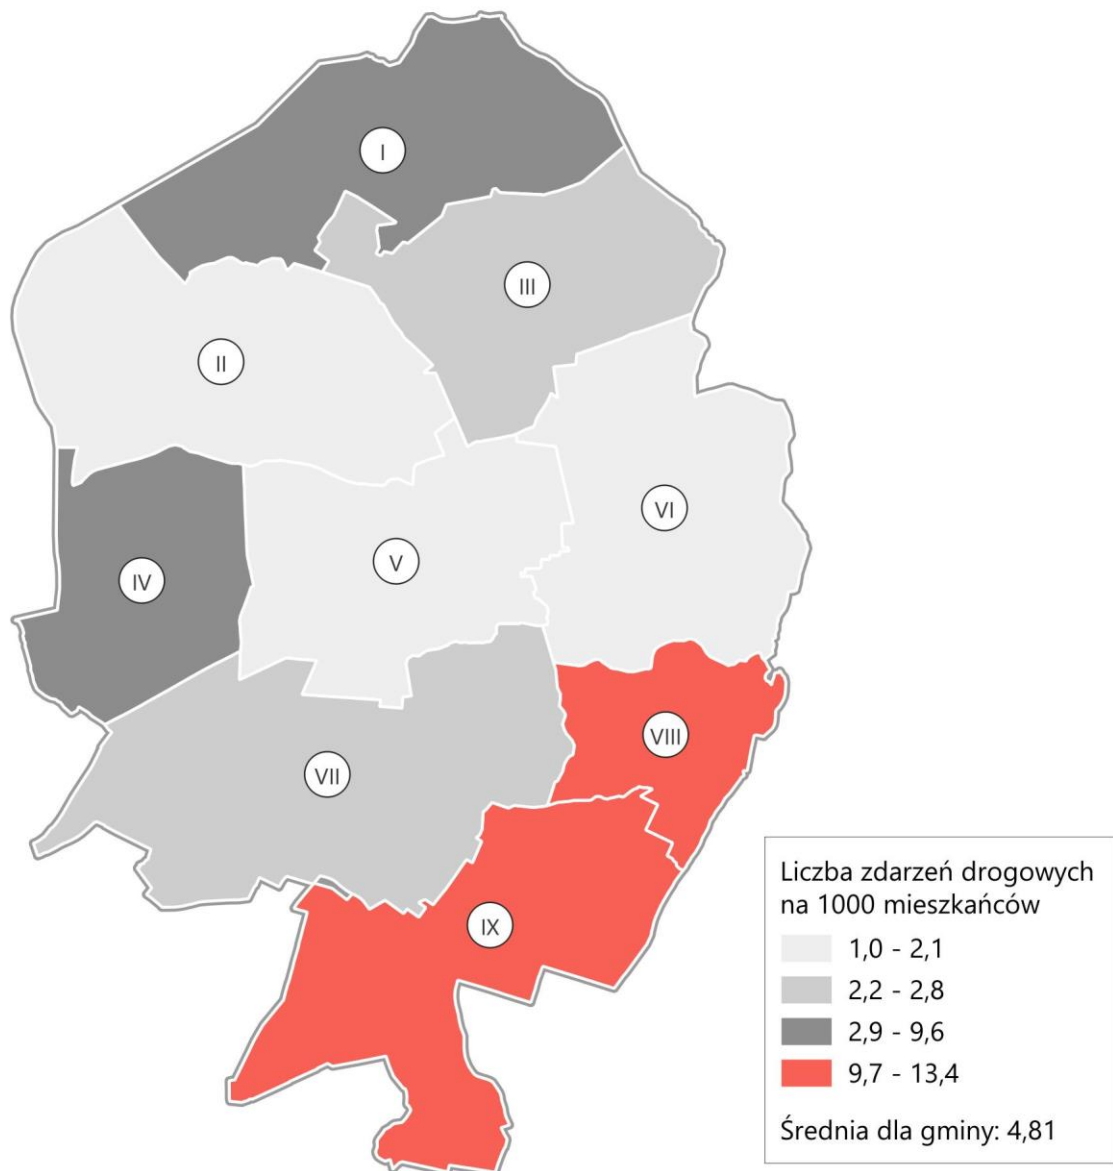 I
III
II
VI
V
IV
VIII
VII
IX
Liczba zdarzeń drogowych
na 1000 mieszkańców
1,0 - 2,1
2,2 - 2,8
2,9 - 9,6
9,7 - 13,4
Średnia dla gminy: 4,81